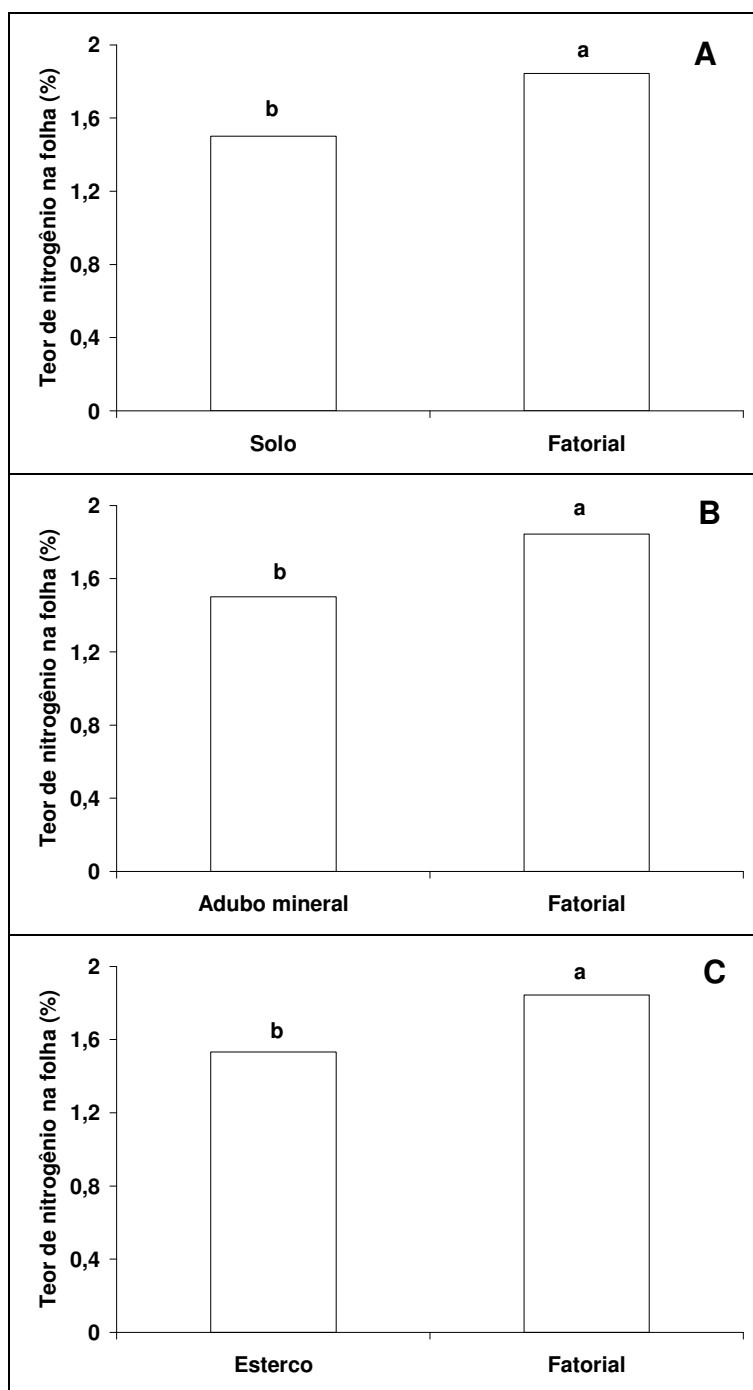 A
Teor de nitrogênio na folha (%)
2
1,6
1,2
0,8
0,4
0
b
a
Solo
Fatorial
B
Teor de nitrogênio na folha (%)
2
1,6
1,2
0,8
0,4
0
b
a
Adubo mineral
Fatorial
C
Teor de nitrogênio na folha (%)
2
1,6
1,2
0,8
0,4
0
b
a
Esterco
Fatorial